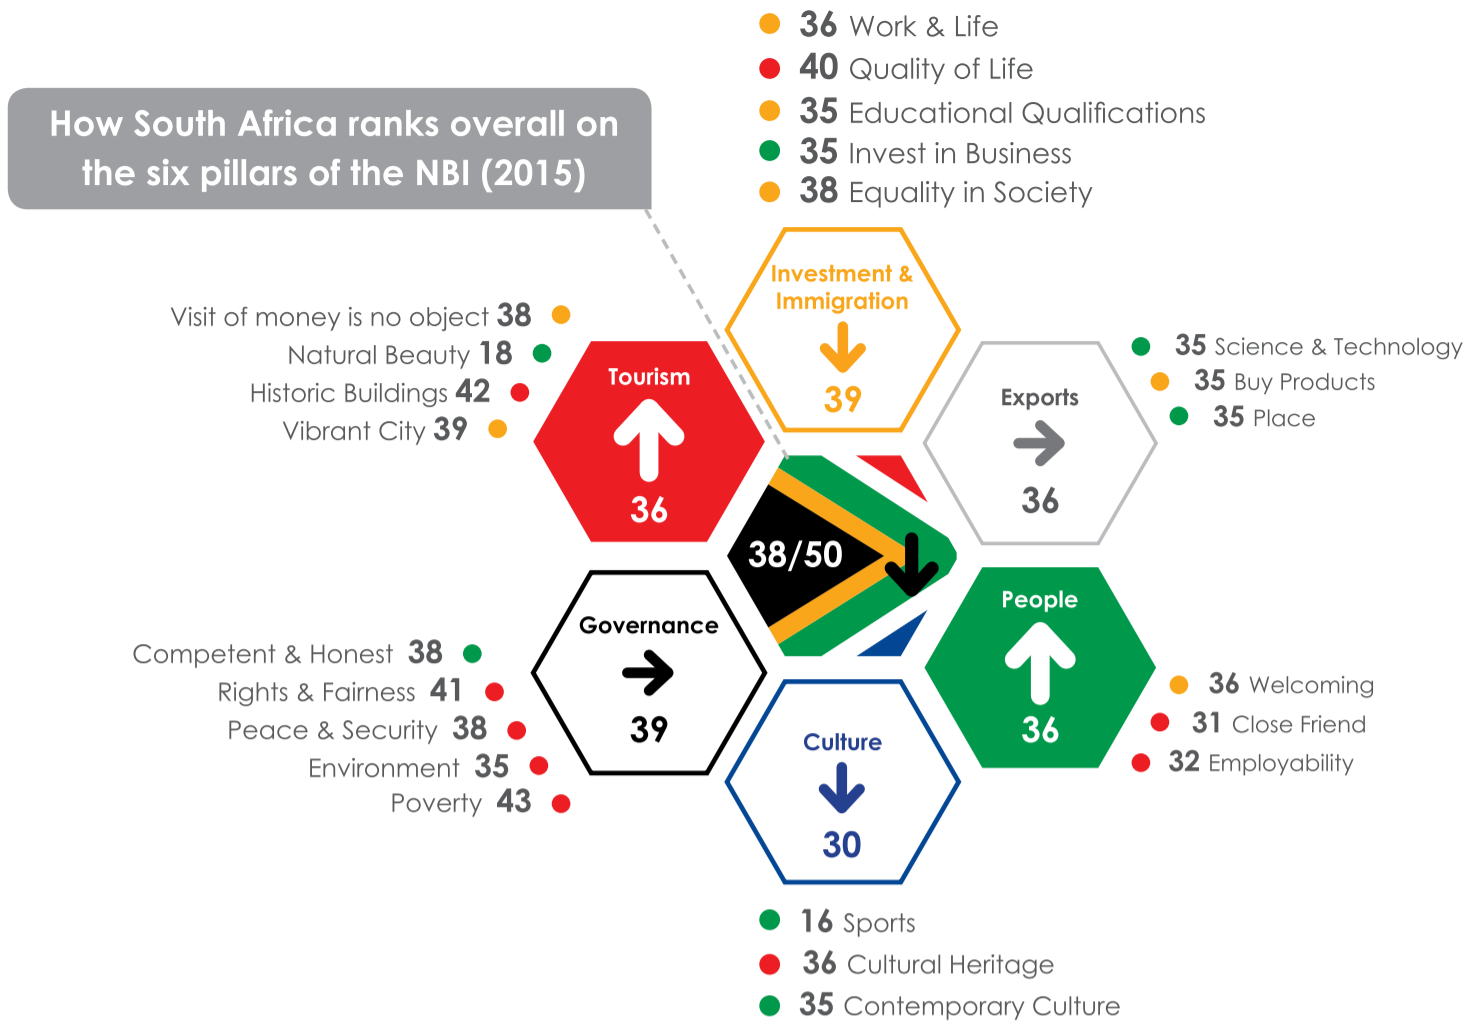 36 Work & Life
40 Quality of Life
35 Educational Qualifications
35 Invest in Business
38 Equality in Society
How South Africa ranks overall on
the six pillars of the NBI (2015)
Investment &
Immigration
39
Visit of money is no object 38
Natural Beauty 18
Historic Buildings 42
Vibrant City 39
Tourism
36
Exports
36
35 Science & Technology
35 Buy Products
35 Place
38/50
Governance
39
Competent & Honest 38
Rights & Fairness 41
Peace & Security 38
Environment 35
Poverty 43
People
36
36 Welcoming
31 Close Friend
32 Employability
Culture
30
16 Sports
36 Cultural Heritage
35 Contemporary Culture